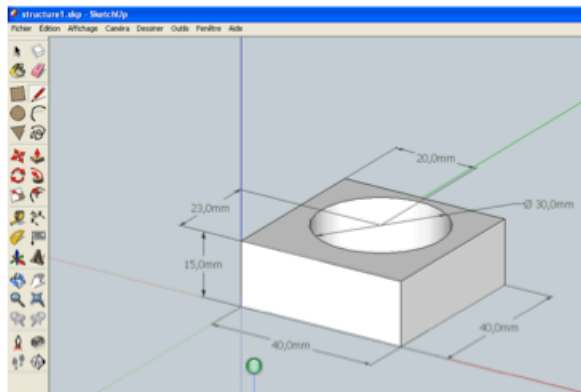 structure1.skp - SketchUp
Fichier Édition Affichage Caméra Dessiner Outils Fenêtre Aide
20,0mm
23,0mm
Ø 30,0mm
15,0mm
40,0mm
40,0mm